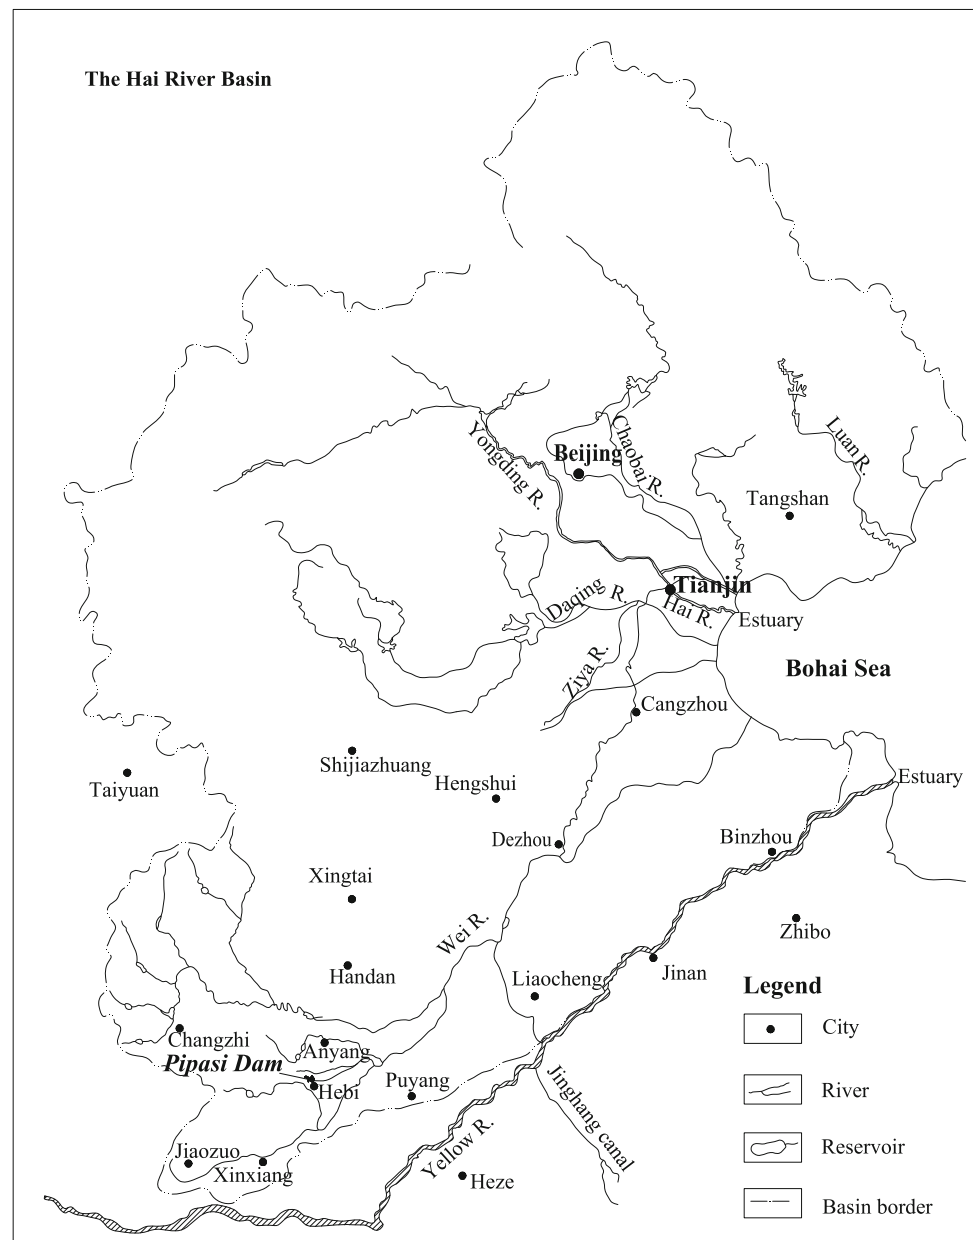 The Hai River Basin
Yongding R.
Beijing
Chaobai R.
Luan R.
Tangshan
Tianjin
Daqing R.
Hai R.
Estuary
Ziya R.
Bohai Sea
Cangzhou
Shijiazhuang
Taiyuan
Hengshui
Estuary
Dezhou
Binzhou
Xingtai
Wei R.
Zhibo
Handan
Liaocheng
Jinan
Legend
City
Changzhi
Anyang
Pipasi Dam
Hebi
Puyang
River
Jinghang canal
Yellow R.
Reservoir
Jiaozuo
Xinxiang
Heze
Basin border